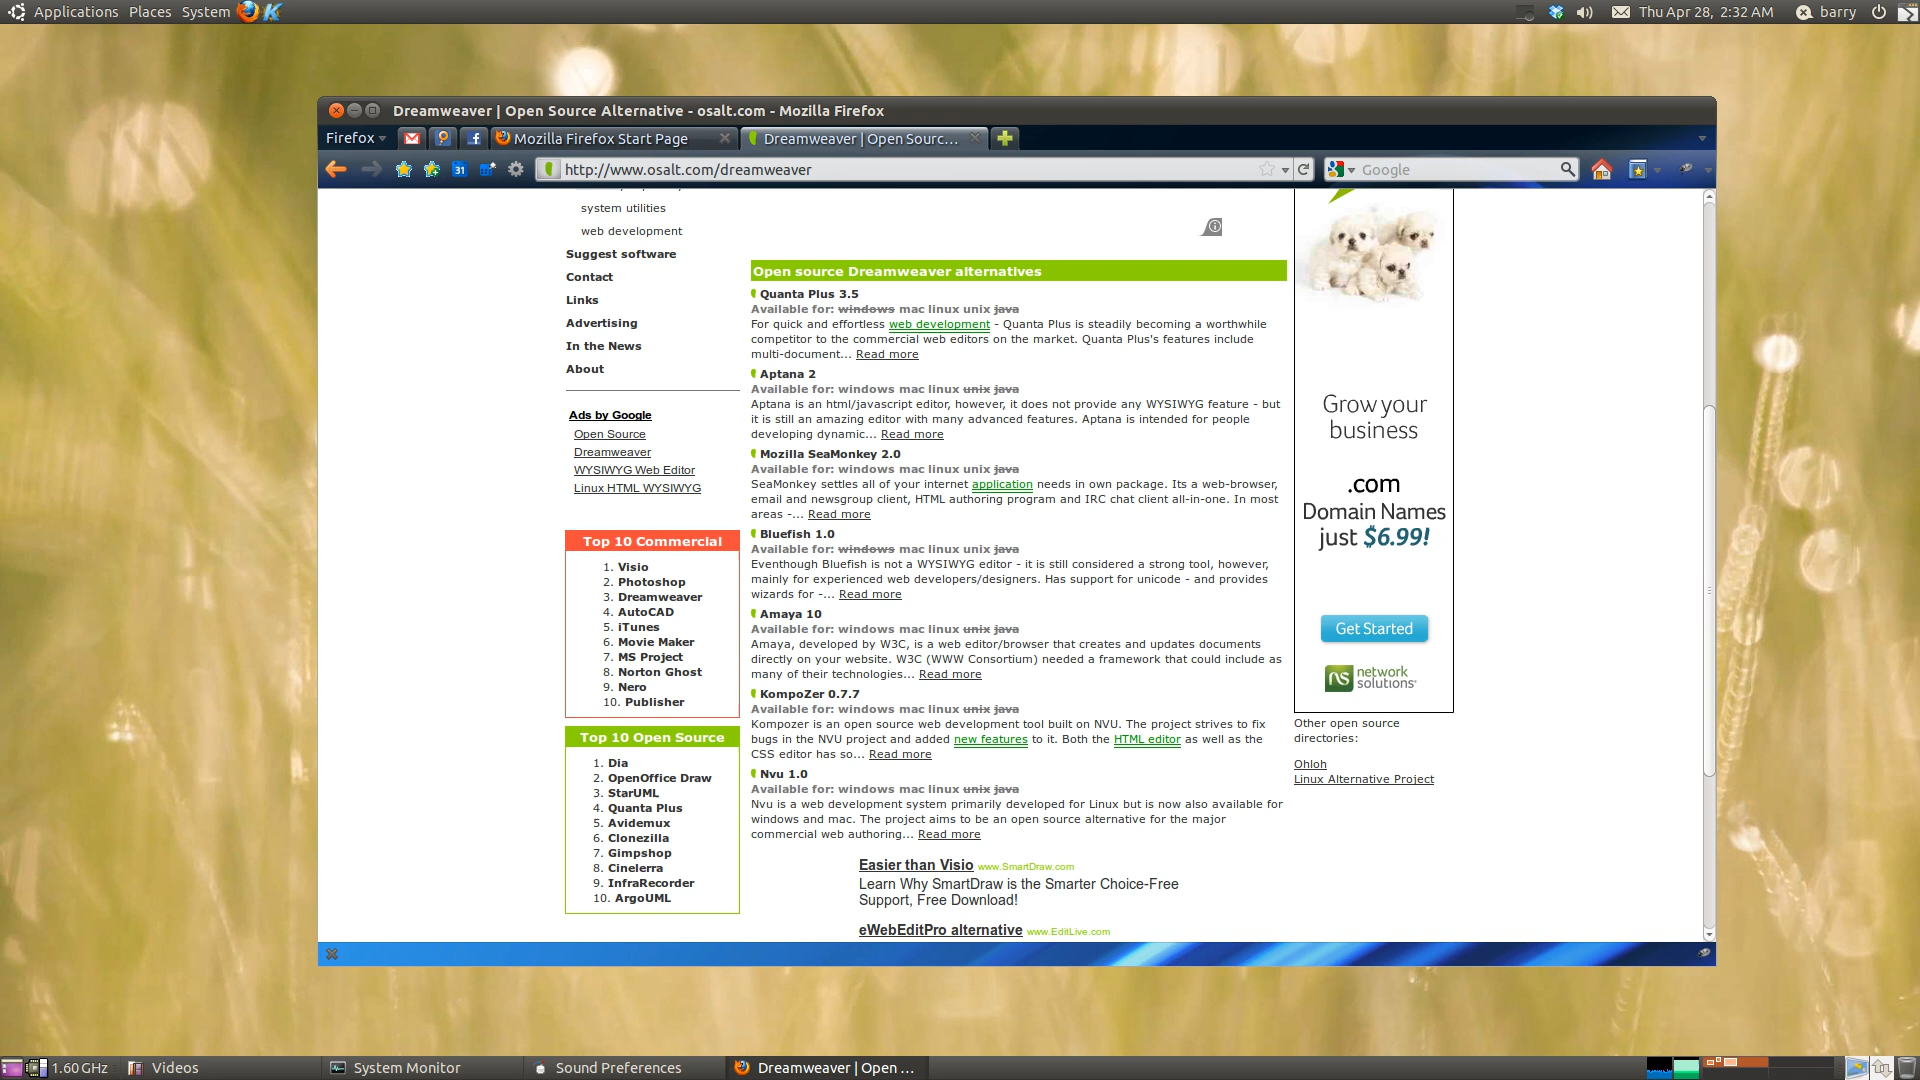 Applications Places System
Thu Apr 28, 2:32 AM barry
Dreamweaver | Open Source Alternative - osalt.com - Mozilla Firefox
Firefox
Mozilla Firefox Start Page
Dreamweaver | Open Sourc...
31
http://www.osalt.com/dreamweaver
Google
system utilities
web development
Suggest software
Contact
Links
Advertising
In the News
About
Ads by Google
Open Source
Dreamweaver
WYSIWYG Web Editor
Linux HTML WYSIWYG
Top 10 Commercial
1. Visio
2. Photoshop
3. Dreamweaver
4. AutoCAD
5. iTunes
6. Movie Maker
7. MS Project
8. Norton Ghost
9. Nero
10. Publisher
Top 10 Open Source
1. Dia
2. OpenOffice Draw
3. StarUML
4. Quanta Plus
5. Avidemux
6. Clonezilla
7. Gimpshop
8. Cinelerra
9. InfraRecorder
10. ArgoUML
Open source Dreamweaver alternatives
Quanta Plus 3.5
Available for: windows mac linux unix java
For quick and effortless web development - Quanta Plus is steadily becoming a worthwhile
competitor to the commercial web editors on the market. Quanta Plus's features include
multi-document... Read more
Aptana 2
Available for: windows mac linux unix java
Aptana is an html/javascript editor, however, it does not provide any WYSIWYG feature - but
it is still an amazing editor with many advanced features. Aptana is intended for people
developing dynamic... Read more
Mozilla SeaMonkey 2.0
Available for: windows mac linux unix java
SeaMonkey settles all of your internet application needs in own package. Its a web-browser,
email and newsgroup client, HTML authoring program and IRC chat client all-in-one. In most
areas -... Read more
Bluefish 1.0
Available for: windows mac linux unix java
Eventhough Bluefish is not a WYSIWYG editor - it is still considered a strong tool, however,
mainly for experienced web developers/designers. Has support for unicode - and provides
wizards for -... Read more
Amaya 10
Available for: windows mac linux unix java
Amaya, developed by W3C, is a web editor/browser that creates and updates documents
directly on your website. W3C (WWW Consortium) needed a framework that could include as
many of their technologies... Read more
KompoZer 0.7.7
Available for: windows mac linux unix java
Kompozer is an open source web development tool built on NVU. The project strives to fix
bugs in the NVU project and added new features to it. Both the HTML editor as well as the
CSS editor has so... Read more
Nvu 1.0
Available for: windows mac linux unix java
Nvu is a web development system primarily developed for Linux but is now also available for
windows and mac. The project aims to be an open source alternative for the major
commercial web authoring... Read more
Easier than Visio www.SmartDraw.com
Learn Why SmartDraw is the Smarter Choice-Free
Support, Free Download!
eWebEditPro alternative www.EditLive.com
Grow your
business
.com
Domain Names
just $6.99!
Get Started
ns network
solutions
Other open source
directories:
Ohloh
Linux Alternative Project
1.60 GHz
Videos
System Monitor
Sound Preferences
Dreamweaver | Open ...